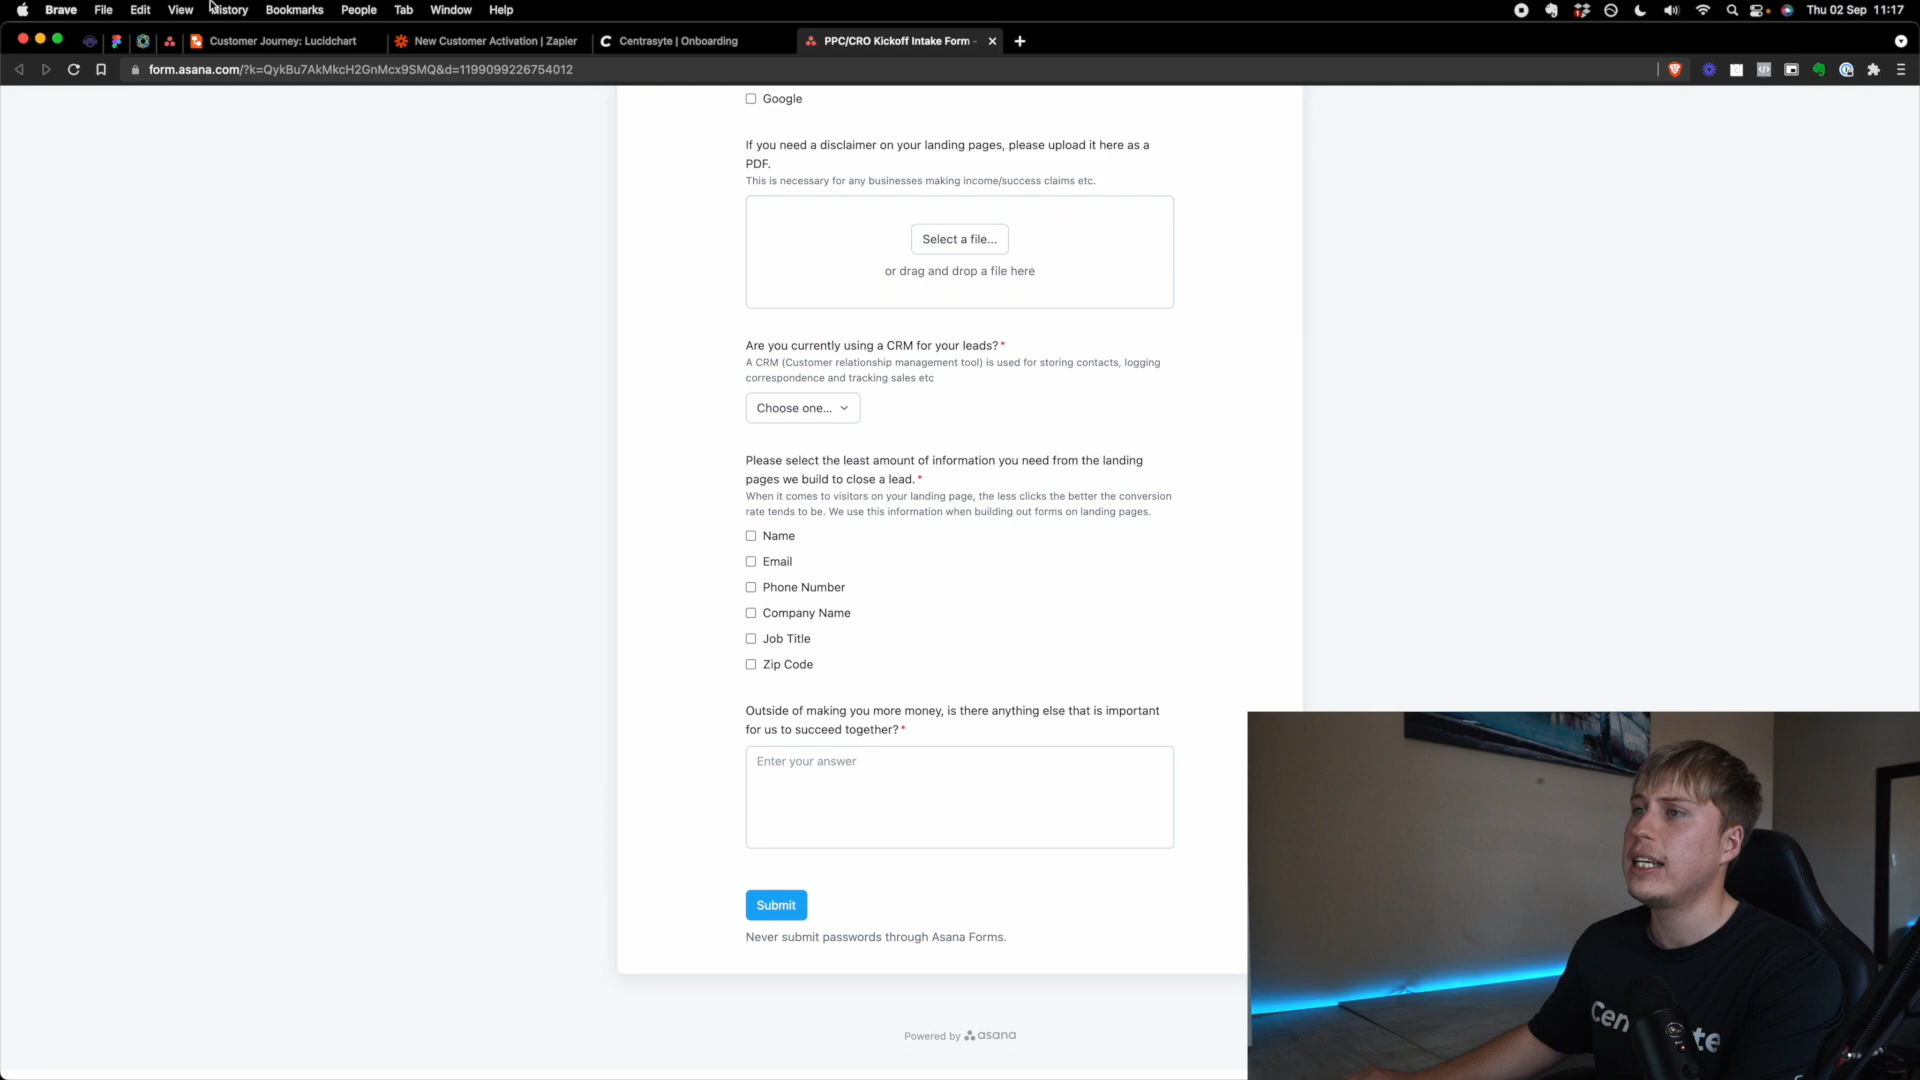 Brave File Edit View History Bookmarks People Tab Window Help
Thu 02 Sep 11:17
Customer Journey: Lucidchart
New Customer Activation | Zapier
Centrasyte | Onboarding
PPC/CRO Kickoff Intake Form -
form.asana.com/?k=QykBu7AkMkcH2GnMcx9SMQ&d=1199099226754012
Google
If you need a disclaimer on your landing pages, please upload it here as a
PDF.
This is necessary for any businesses making income/success claims etc.
Select a file...
or drag and drop a file here
Are you currently using a CRM for your leads?*
A CRM (Customer relationship management tool) is used for storing contacts, logging
correspondence and tracking sales etc
Choose one...
Please select the least amount of information you need from the landing
pages we build to close a lead. *
When it comes to visitors on your landing page, the less clicks the better the conversion
rate tends to be. We use this information when building out forms on landing pages.
Name
Email
Phone Number
Company Name
Job Title
Zip Code
Outside of making you more money, is there anything else that is important
for us to succeed together?*
Enter your answer
Submit
Never submit passwords through Asana Forms.
Powered by asana